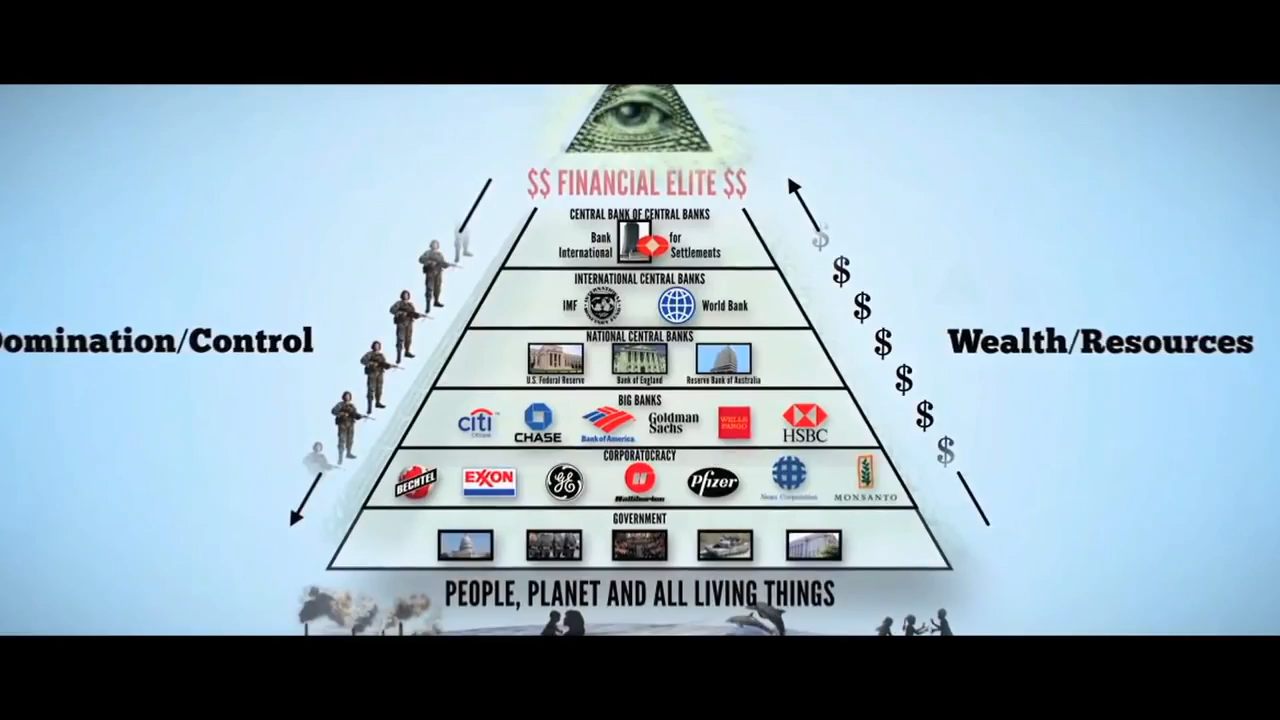 $$ FINANCIAL ELITE $$
CENTRAL BANK OF CENTRAL BANKS
Bank for
International Settlements
INTERNATIONAL CENTRAL BANKS
IMF World Bank
NATIONAL CENTRAL BANKS
U.S. Federal Reserve Bank of England Reserve Bank of Australia
omination/Control
Wealth/Resources
$
$
$
$
$
$
$
BIG BANKS
citi CHASE Bank of America Goldman Sachs WELLS FARGO HSBC
CORPORATOCRACY
BECHTEL EXXON GE Halliburton Pfizer News Corporation MONSANTO
GOVERNMENT
PEOPLE, PLANET AND ALL LIVING THINGS